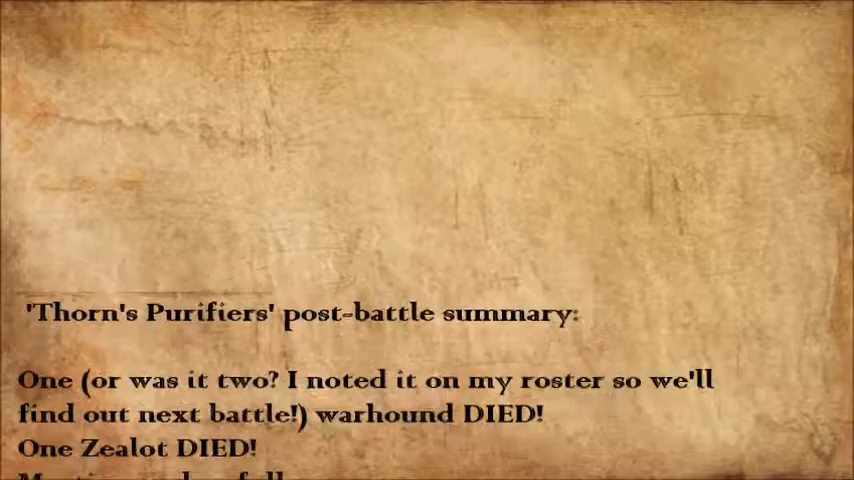 'Thorn's Purifiers' post-battle summary:
One (or was it two? I noted it on my roster so we'll
find out next battle!) warhound DIED!
One Zealot DIED!